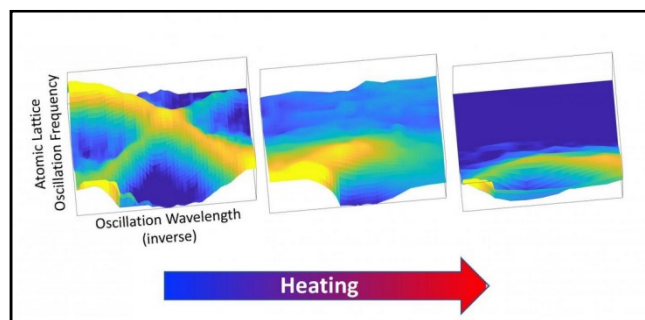 Atomic Lattice
Oscillation Frequency
Oscillation Wavelength
(inverse)
Heating